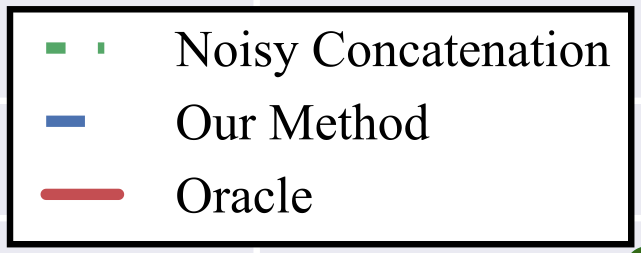 Noisy Concatenation
Our Method
Oracle